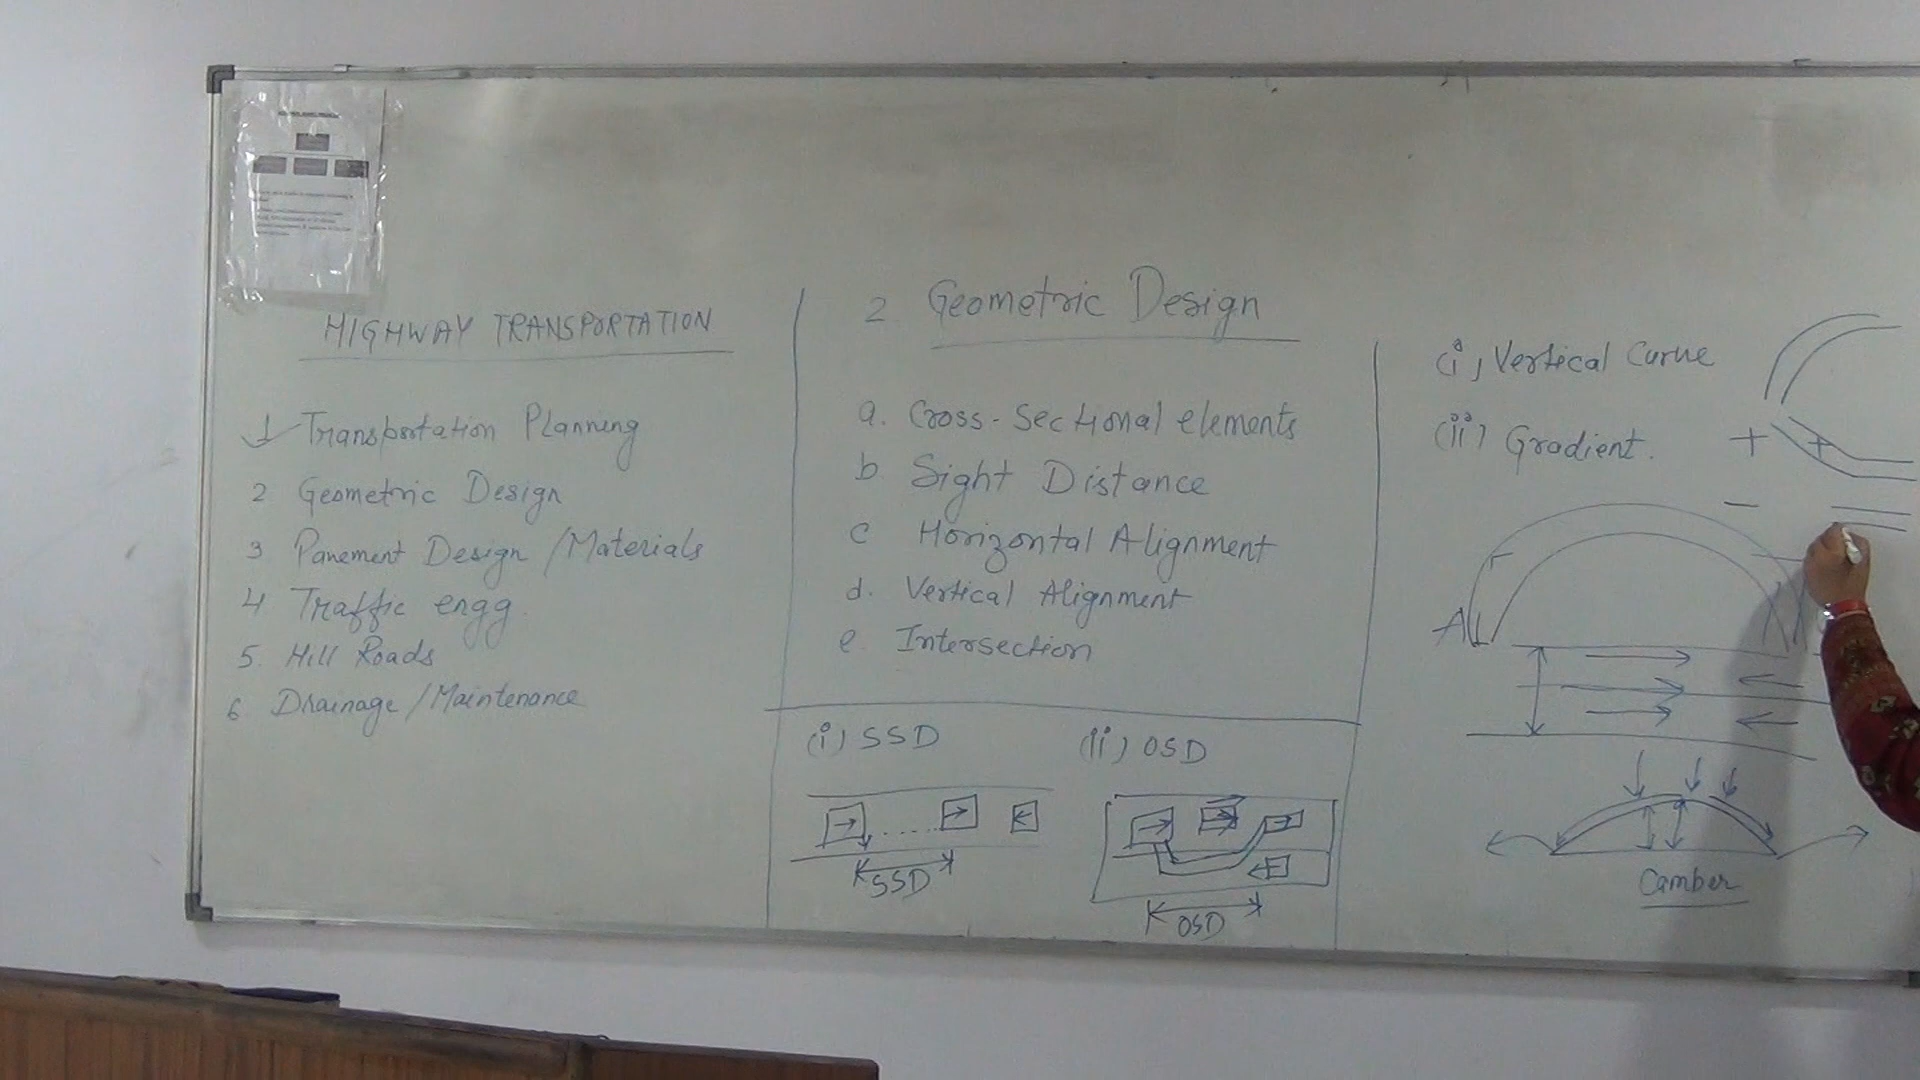 HIGHWAY TRANSPORTATION
1 Transportation Planning
2 Geometric Design
3 Pavement Design / Materials
4 Traffic engg.
5. Hill Roads
6 Drainage / Maintenance
2 Geometric Design
a. Cross-Sectional elements
b Sight Distance
c Horizontal Alignment
d. Vertical Alignment
e Intersection
(i) SSD
SSD
(ii) OSD
OSD
(i) Vertical Curve
(ii) Gradient. +
+
-
A
Camber